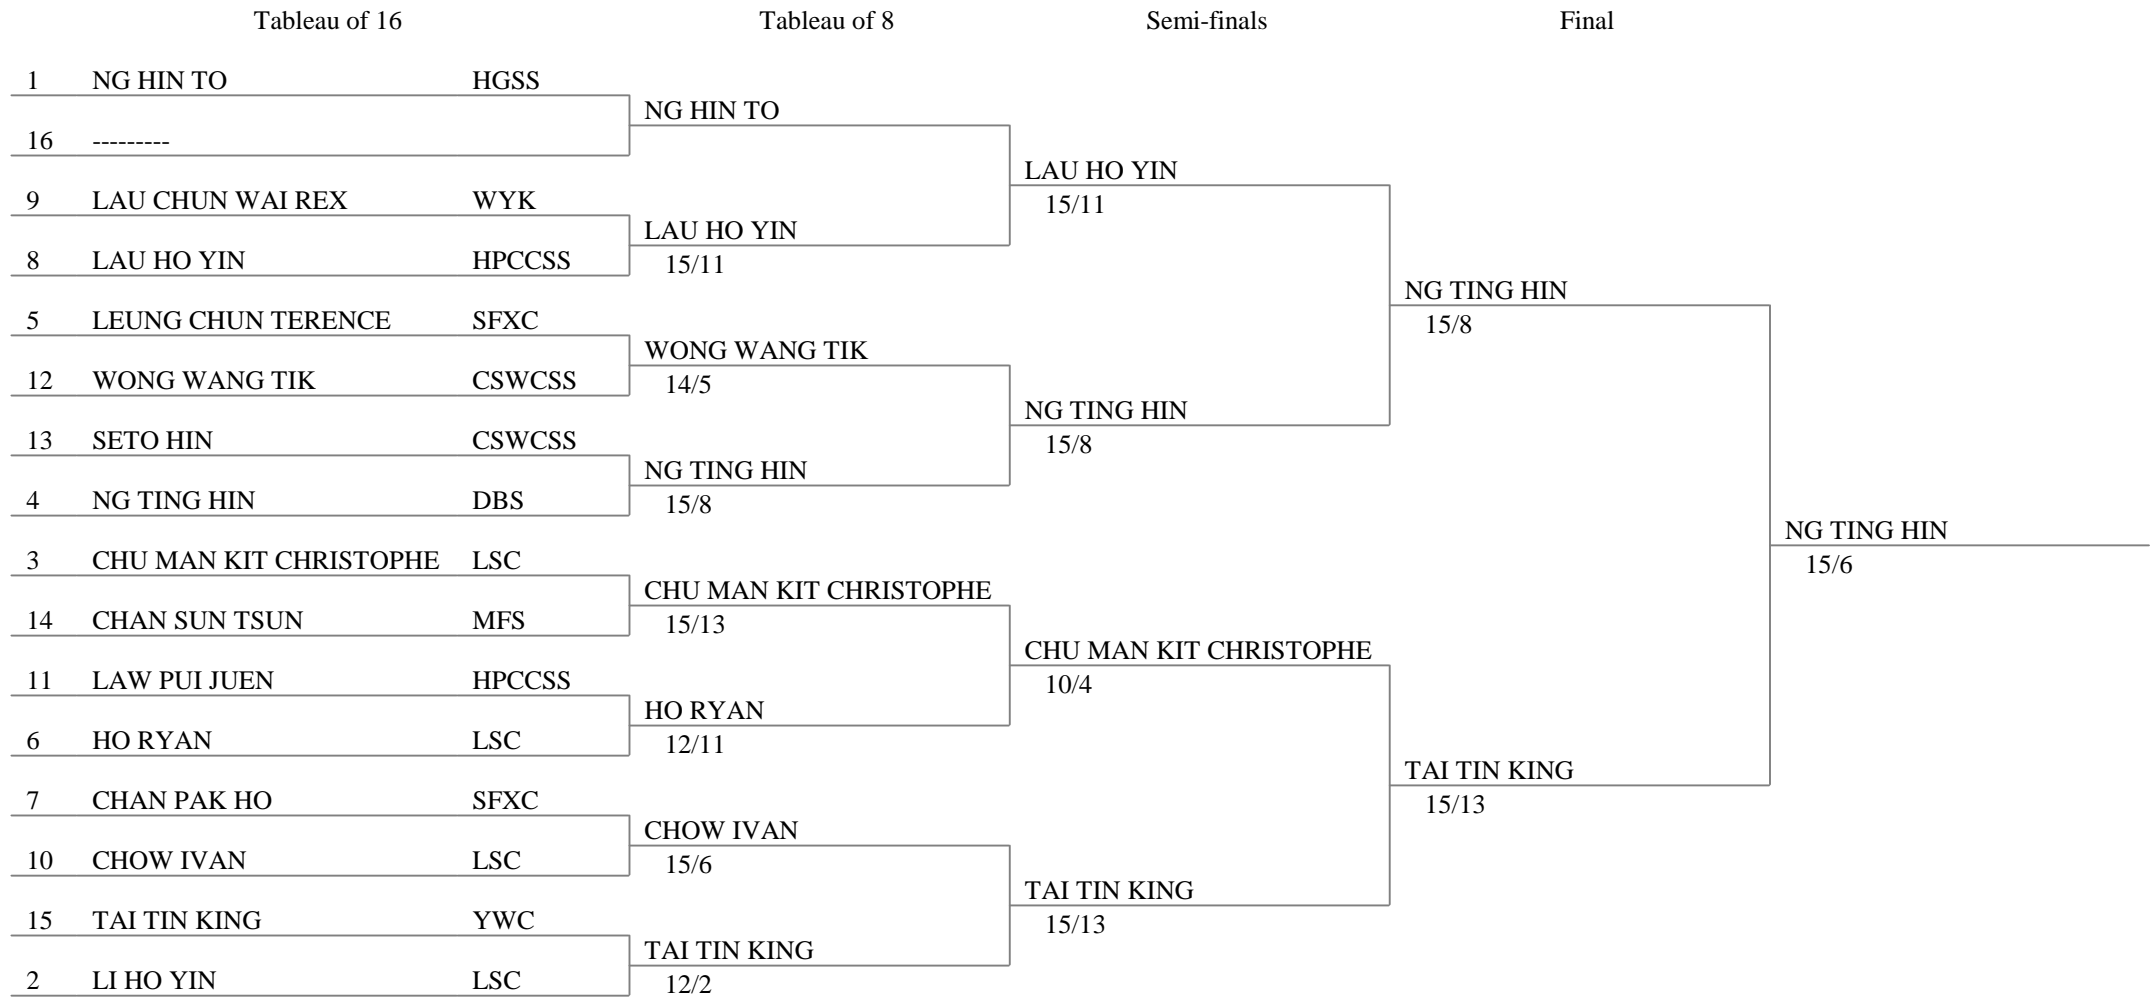 Tableau of 16 Tableau of 8 Semi-finals Final
1 NG HIN TO HGSS
NG HIN TO
16 ---------
LAU HO YIN
9 LAU CHUN WAI REX WYK
15/11
LAU HO YIN
8 LAU HO YIN HPCCSS
15/11
NG TING HIN
5 LEUNG CHUN TERENCE SFXC
15/8
WONG WANG TIK
12 WONG WANG TIK CSWCSS
14/5
NG TING HIN
13 SETO HIN CSWCSS
15/8
NG TING HIN
4 NG TING HIN DBS
15/8
NG TING HIN
3 CHU MAN KIT CHRISTOPHE LSC
15/6
CHU MAN KIT CHRISTOPHE
14 CHAN SUN TSUN MFS
15/13
CHU MAN KIT CHRISTOPHE
11 LAW PUI JUEN HPCCSS
10/4
HO RYAN
6 HO RYAN LSC
12/11
TAI TIN KING
7 CHAN PAK HO SFXC
15/13
CHOW IVAN
10 CHOW IVAN LSC
15/6
TAI TIN KING
15 TAI TIN KING YWC
15/13
TAI TIN KING
2 LI HO YIN LSC
12/2